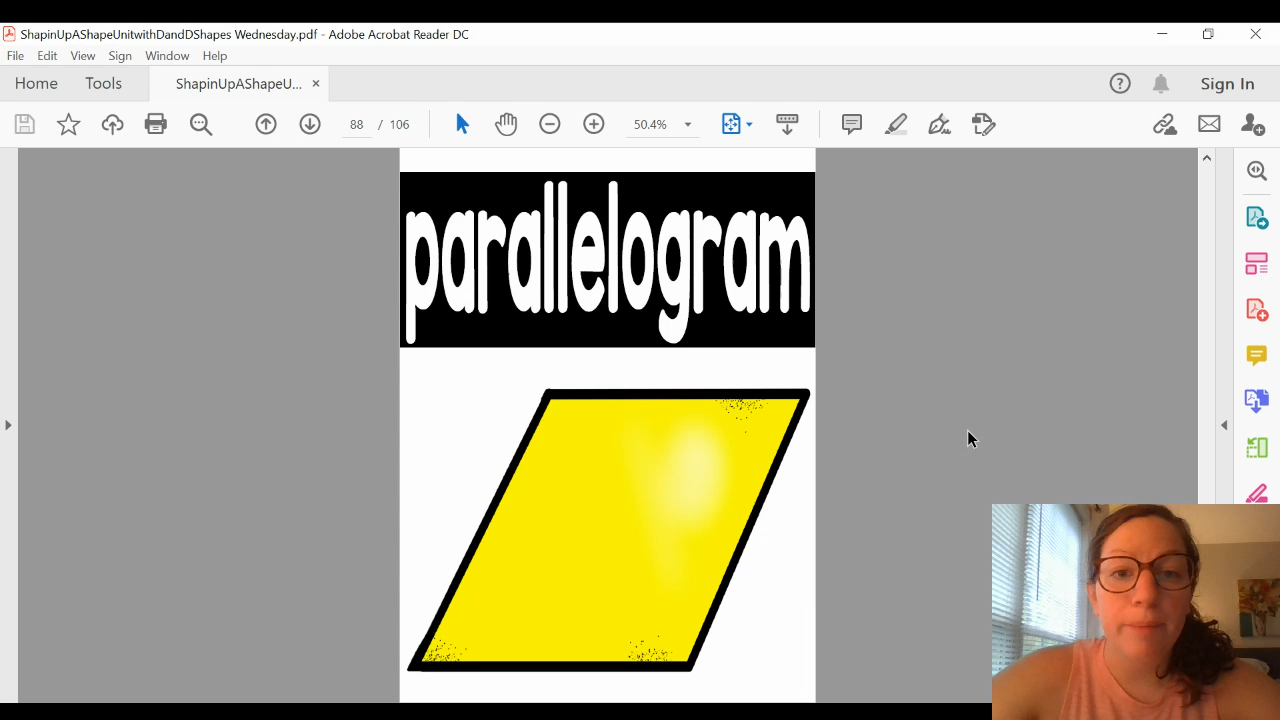 ShapinUpAShapeUnitwithDandDShapes Wednesday.pdf - Adobe Acrobat Reader DC
File Edit View Sign Window Help
Home Tools ShapinUpAShapeU... × Sign In
88 / 106 50.4%
parallelogram